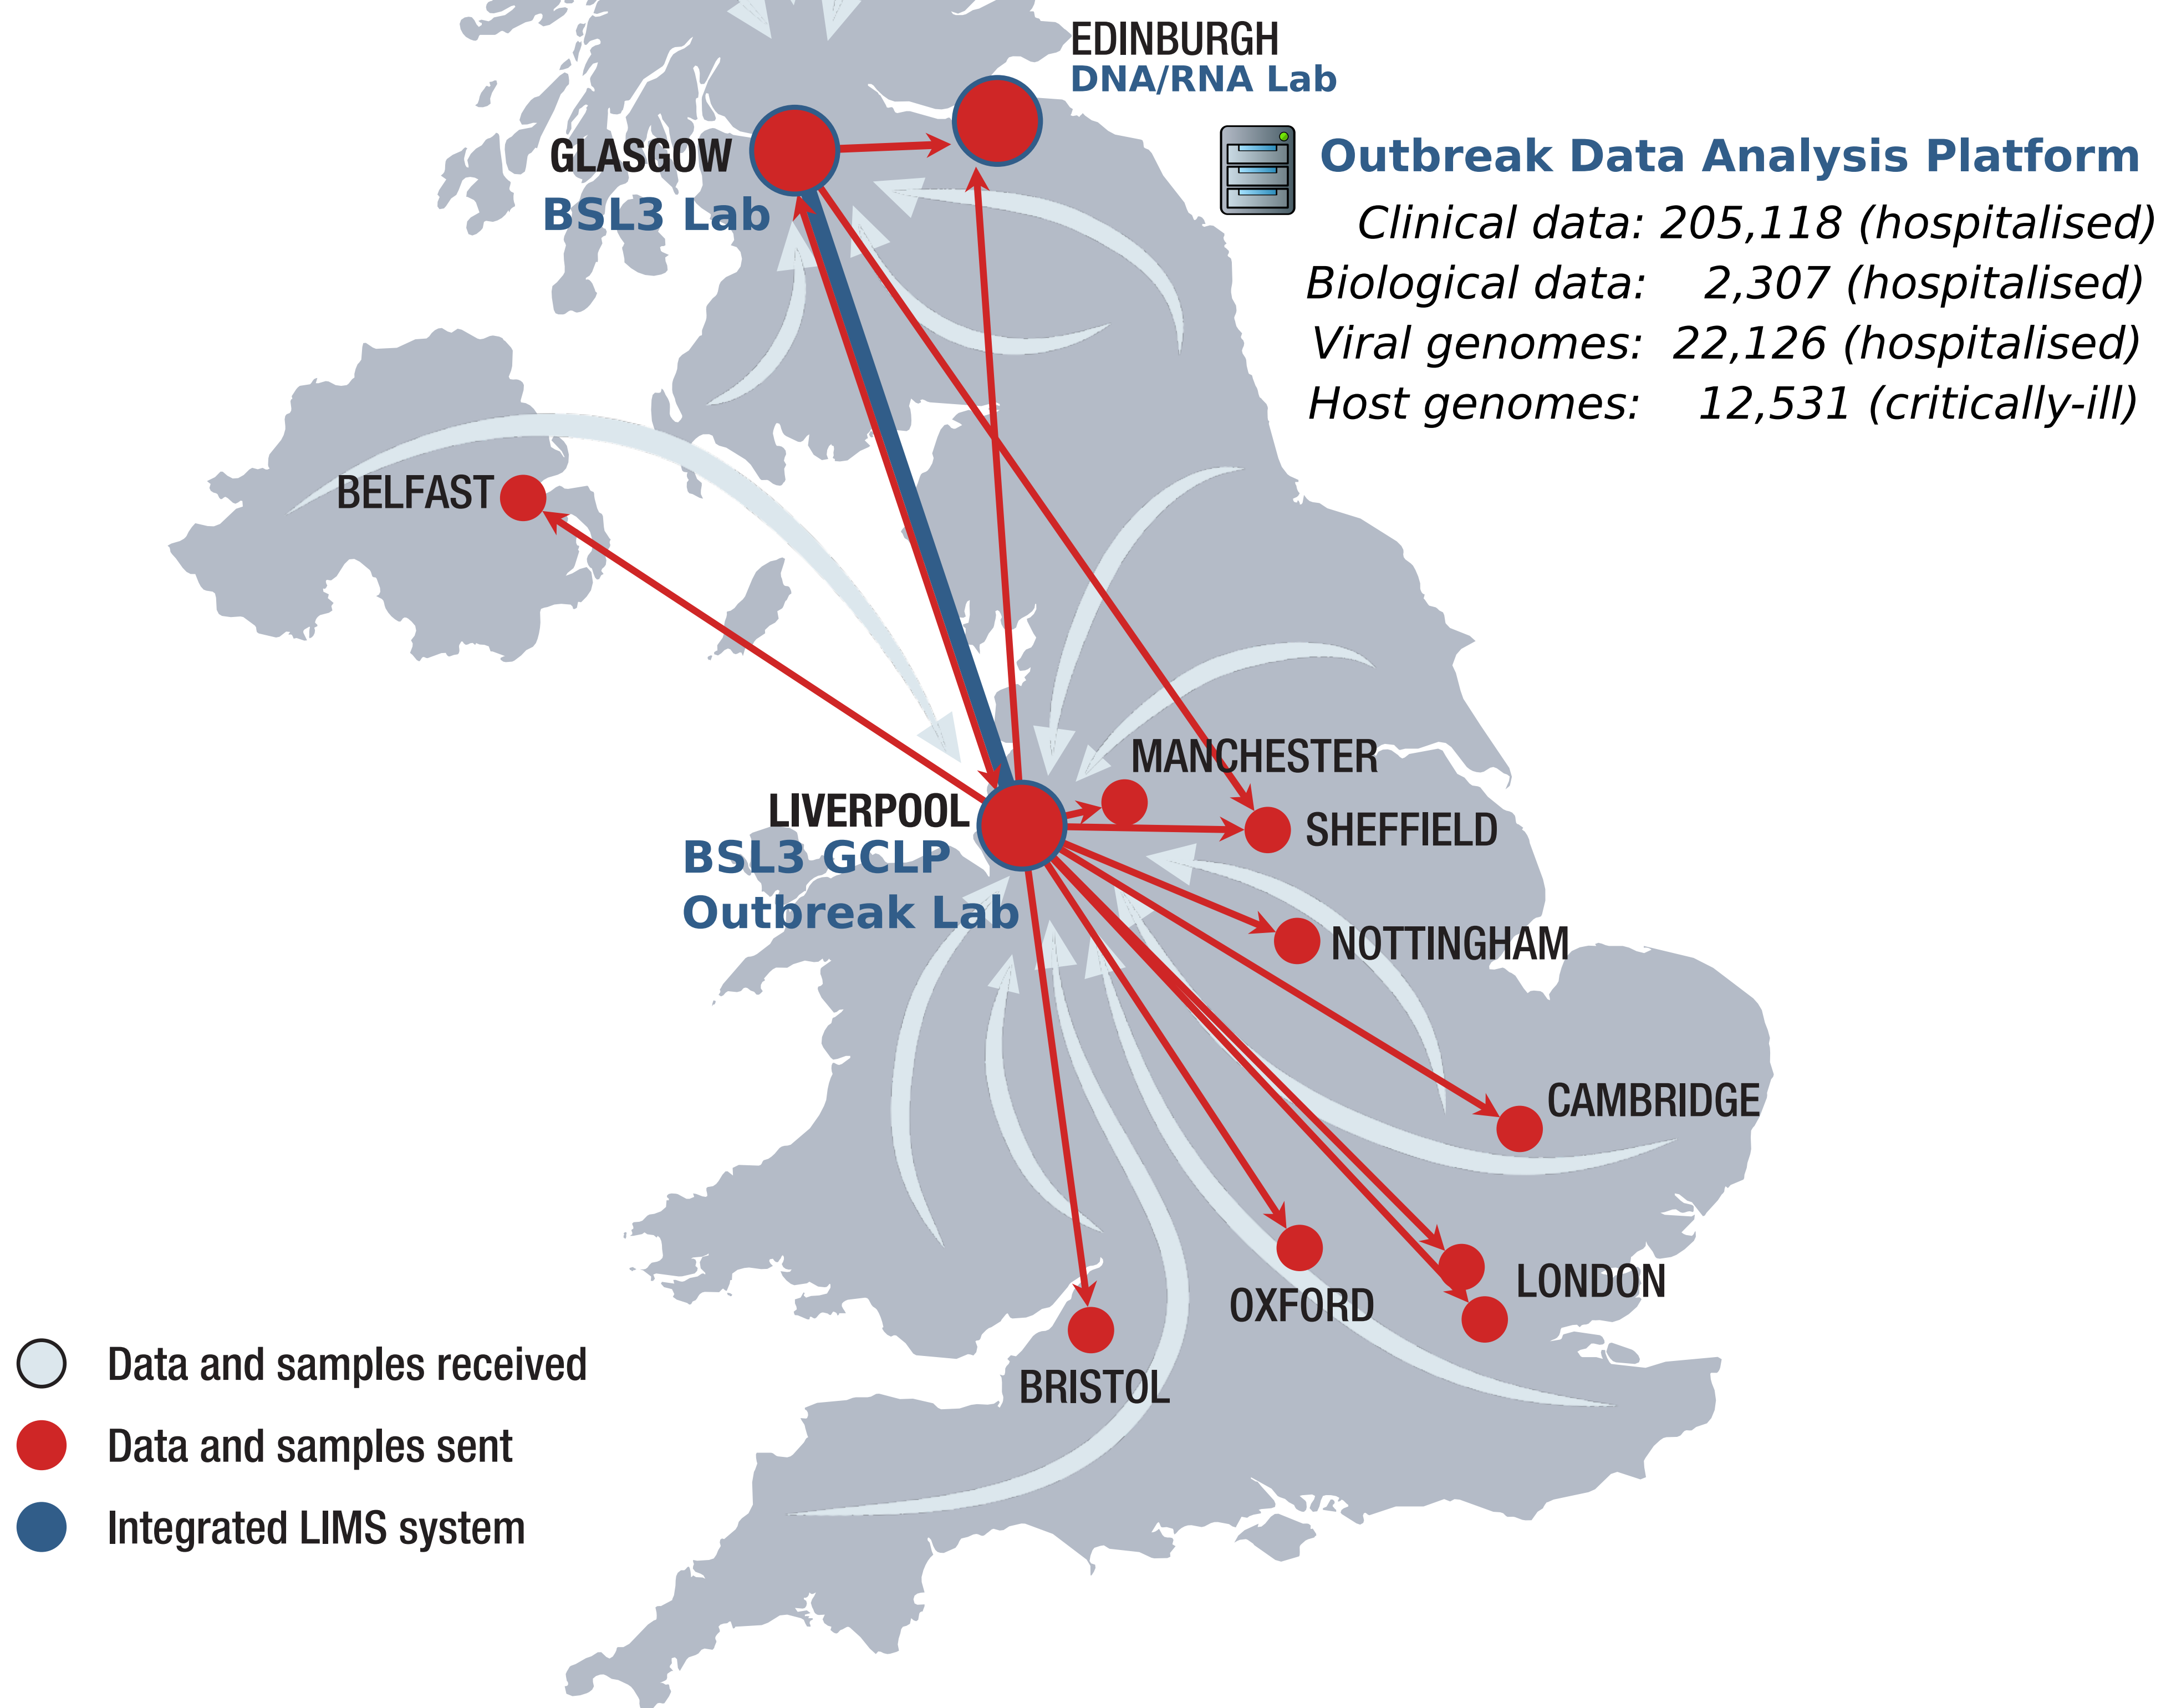 EDINBURGH
DNA/RNA Lab
GLASGOW
BSL3 Lab
Outbreak Data Analysis Platform
Clinical data: 205,118 (hospitalised)
Biological data: 2,307 (hospitalised)
Viral genomes: 22,126 (hospitalised)
Host genomes: 12,531 (critically-ill)
BELFAST
MANCHESTER
LIVERPOOL
BSL3 GCLP
Outbreak Lab
SHEFFIELD
NOTTINGHAM
CAMBRIDGE
LONDON
OXFORD
BRISTOL
Data and samples received
Data and samples sent
Integrated LIMS system